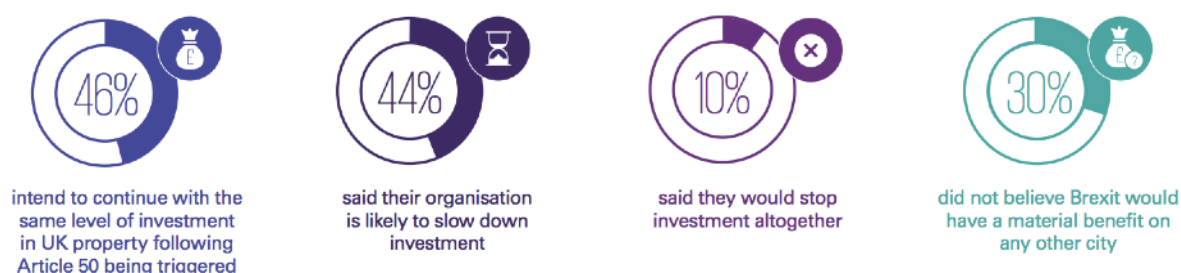 46%
intend to continue with the
same level of investment
in UK property following
Article 50 being triggered
£
44%
said their organisation
is likely to slow down
investment
10%
said they would stop
investment altogether
30%
£
?
did not believe Brexit would
have a material benefit on
any other city